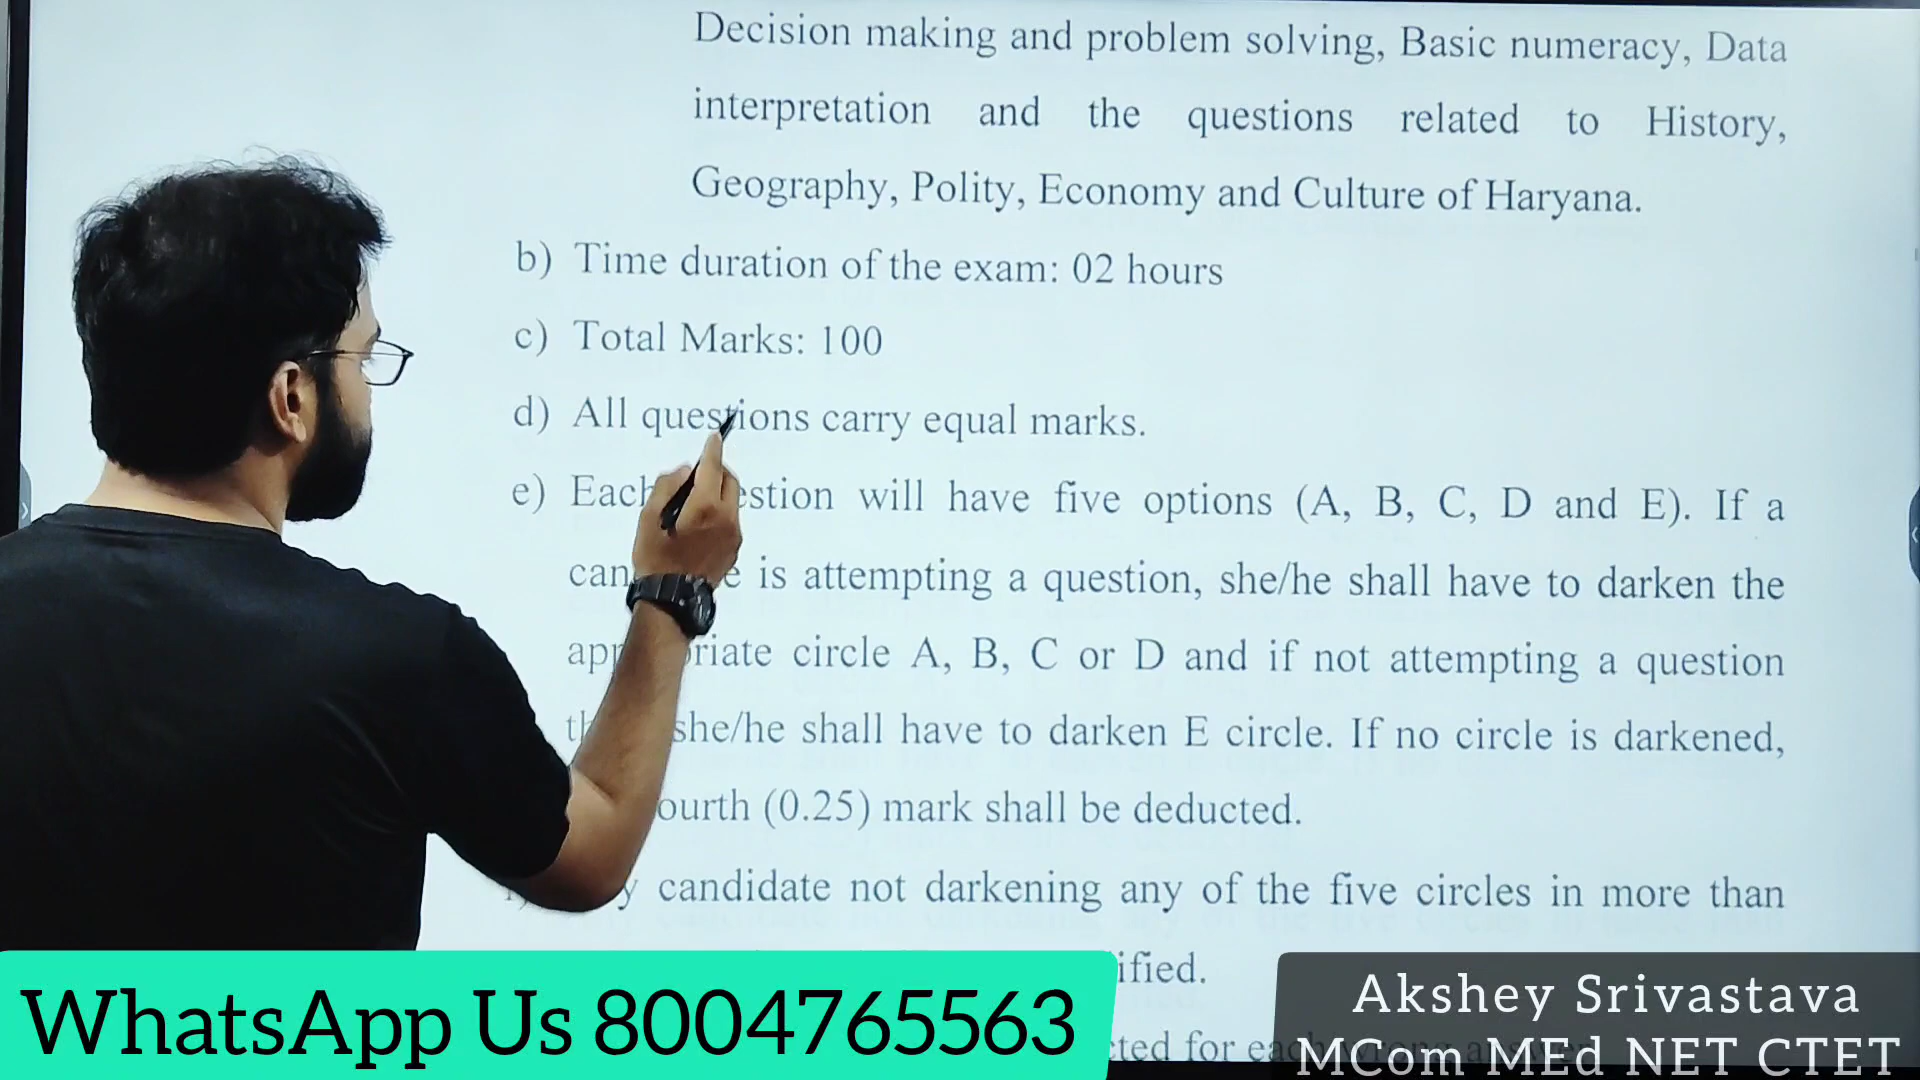 Decision making and problem solving, Basic numeracy, Data
interpretation and the questions related to History,
Geography, Polity, Economy and Culture of Haryana.
b) Time duration of the exam: 02 hours
c) Total Marks: 100
d) All questions carry equal marks.
e) Each will have five options (A, B, C, D and E). If a
is attempting a question, she/he shall have to darken the
circle A, B, C or D and if not attempting a question
she/he shall have to darken E circle. If no circle is darkened,
(0.25) mark shall be deducted.
candidate not darkening any of the five circles in more than
for each wrong answer
WhatsApp Us 8004765563
Akshey Srivastava
MCom MEd NET CTET